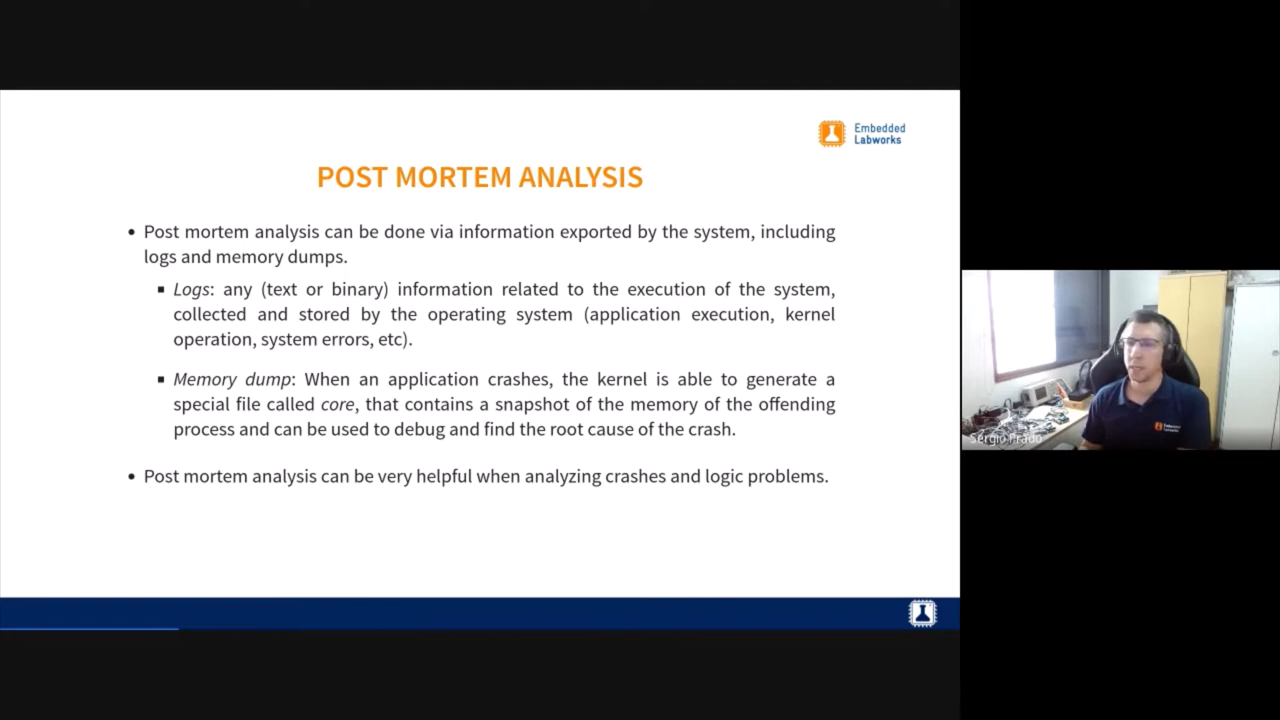 Embedded
Labworks
POST MORTEM ANALYSIS
• Post mortem analysis can be done via information exported by the system, including
logs and memory dumps.
▪ Logs: any (text or binary) information related to the execution of the system,
collected and stored by the operating system (application execution, kernel
operation, system errors, etc).
▪ Memory dump: When an application crashes, the kernel is able to generate a
special file called core, that contains a snapshot of the memory of the offending
process and can be used to debug and find the root cause of the crash.
• Post mortem analysis can be very helpful when analyzing crashes and logic problems.
Sergio Prado
Embedded
Labworks